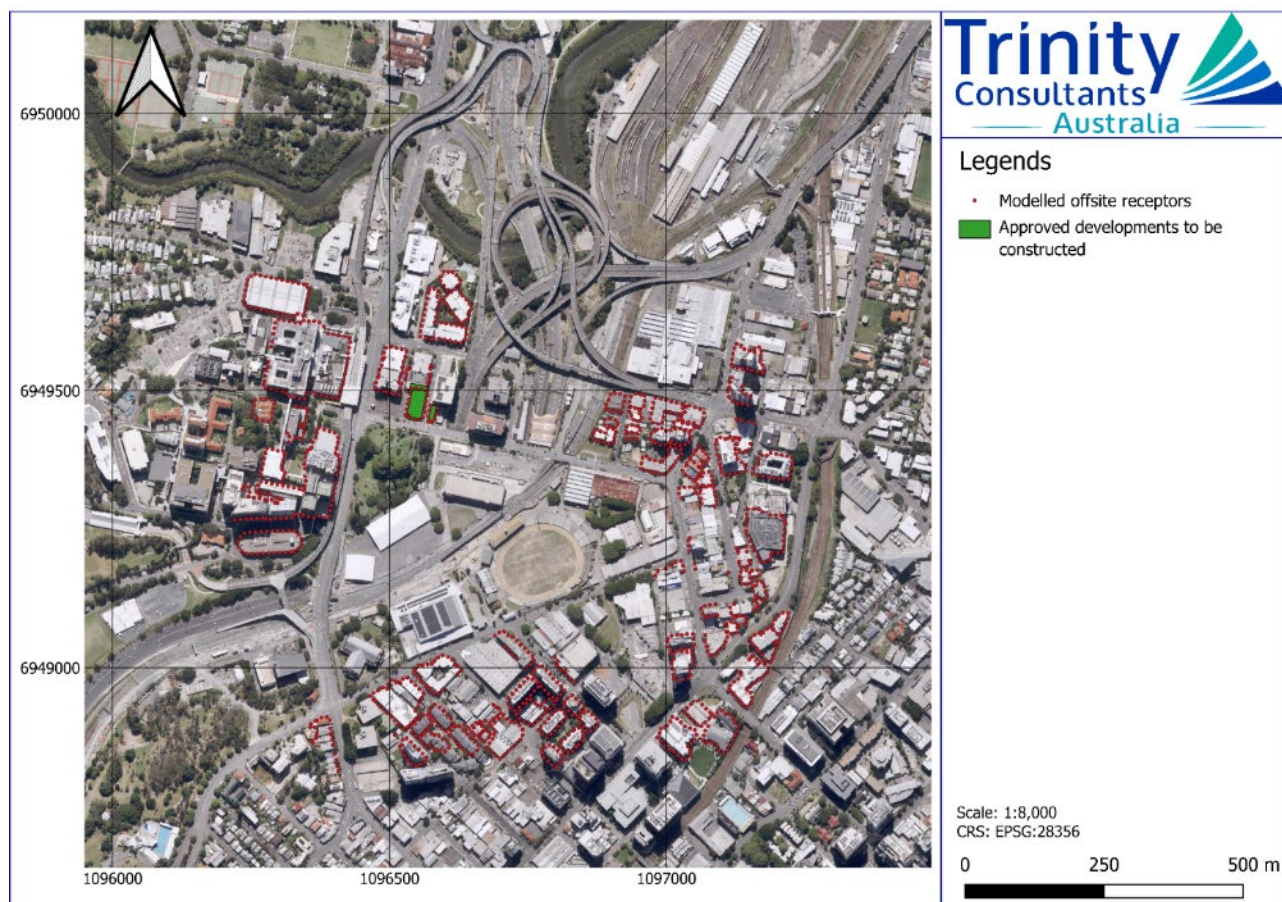 Trinity
Consultants
Australia
Legends
Modelled offsite receptors
Approved developments to be
constructed
Scale: 1:8,000
CRS: EPSG:28356
0 250 500 m
6950000
6949500
6949000
1096000 1096500 1097000